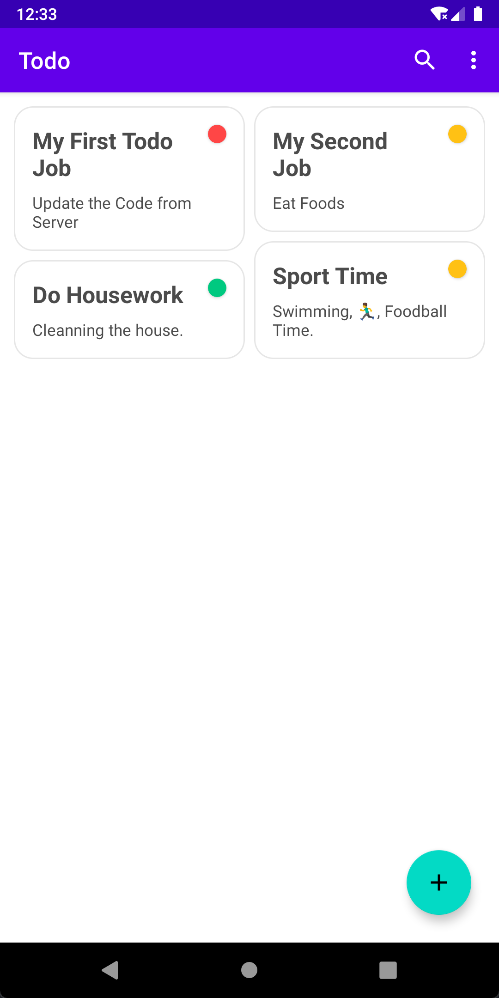 12:33
Todo
My First Todo
Job
Update the Code from
Server
My Second
Job
Eat Foods
Do Housework
Cleanning the house.
Sport Time
Swimming, 🏃‍♂️, Foodball
Time.